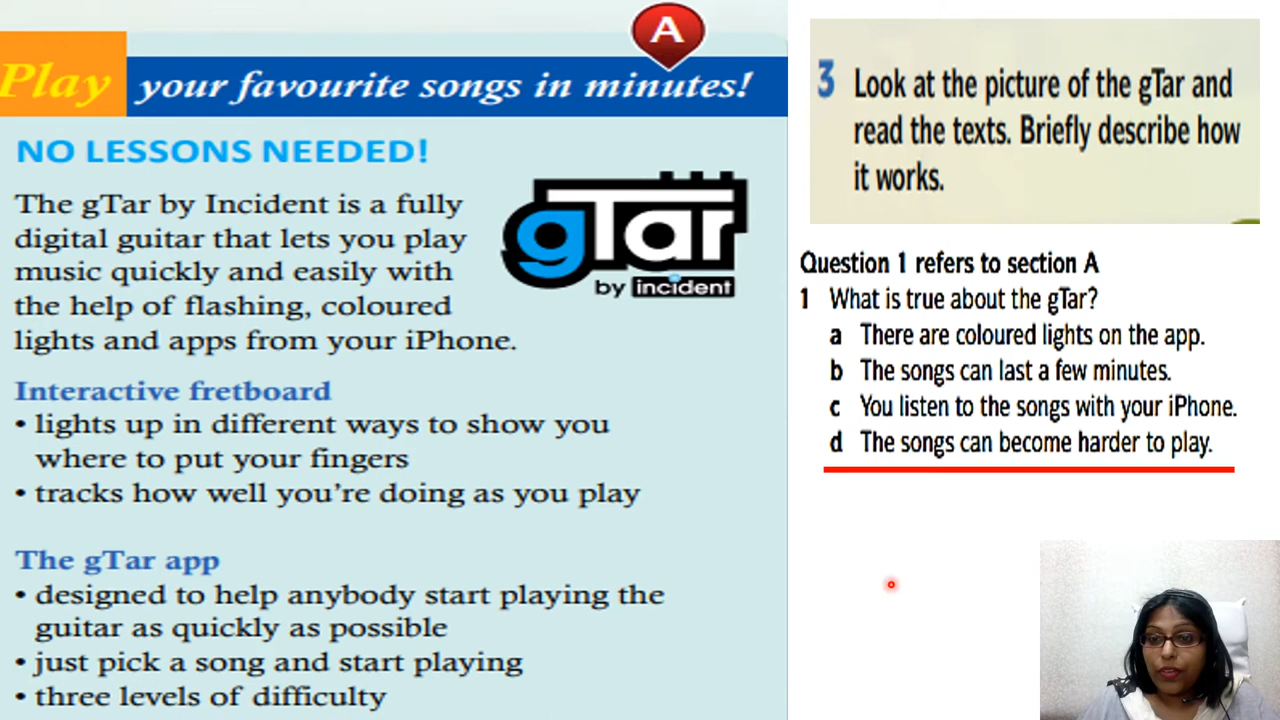 A
Play your favourite songs in minutes!
NO LESSONS NEEDED!
The gTar by Incident is a fully
digital guitar that lets you play
music quickly and easily with
the help of flashing, coloured
lights and apps from your iPhone.
gTar
by incident
Interactive fretboard
• lights up in different ways to show you
where to put your fingers
• tracks how well you're doing as you play
The gTar app
• designed to help anybody start playing the
guitar as quickly as possible
• just pick a song and start playing
• three levels of difficulty
3 Look at the picture of the gTar and
read the texts. Briefly describe how
it works.
Question 1 refers to section A
1 What is true about the gTar?
a There are coloured lights on the app.
b The songs can last a few minutes.
c You listen to the songs with your iPhone.
d The songs can become harder to play.